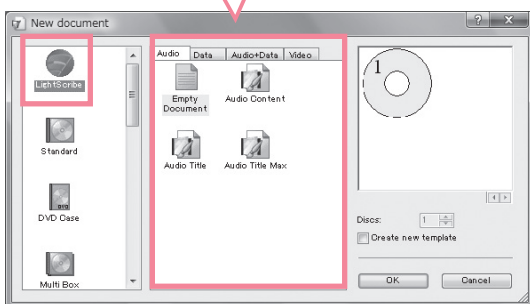 New document
LightScribe
Standard
DVD Case
DVD
Multi Box
Audio Data Audio+Data Video
Empty Document
Audio Content
Audio Title
Audio Title Max
1
Discs: 1
Create new template
OK Cancel